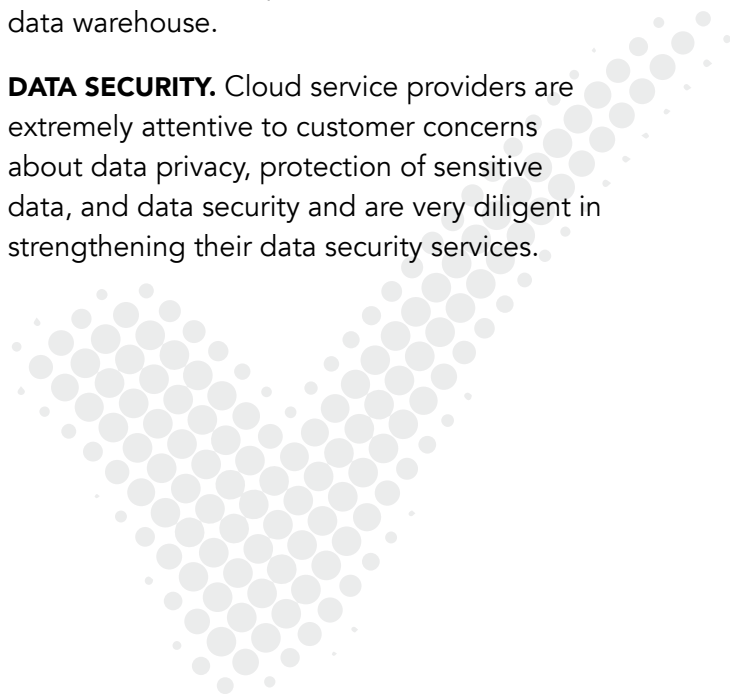 data warehouse.
DATA SECURITY. Cloud service providers are
extremely attentive to customer concerns
about data privacy, protection of sensitive
data, and data security and are very diligent in
strengthening their data security services.